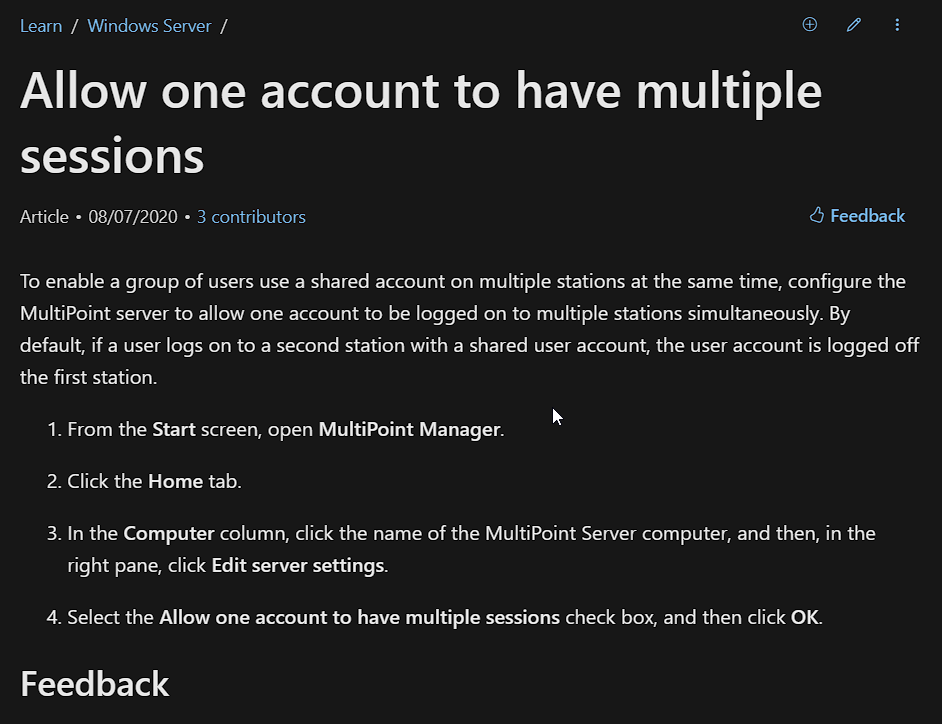 Learn / Windows Server /
Allow one account to have multiple
sessions
Article • 08/07/2020 • 3 contributors
Feedback
To enable a group of users use a shared account on multiple stations at the same time, configure the
MultiPoint server to allow one account to be logged on to multiple stations simultaneously. By
default, if a user logs on to a second station with a shared user account, the user account is logged off
the first station.
1. From the Start screen, open MultiPoint Manager.
2. Click the Home tab.
3. In the Computer column, click the name of the MultiPoint Server computer, and then, in the
right pane, click Edit server settings.
4. Select the Allow one account to have multiple sessions check box, and then click OK.
Feedback